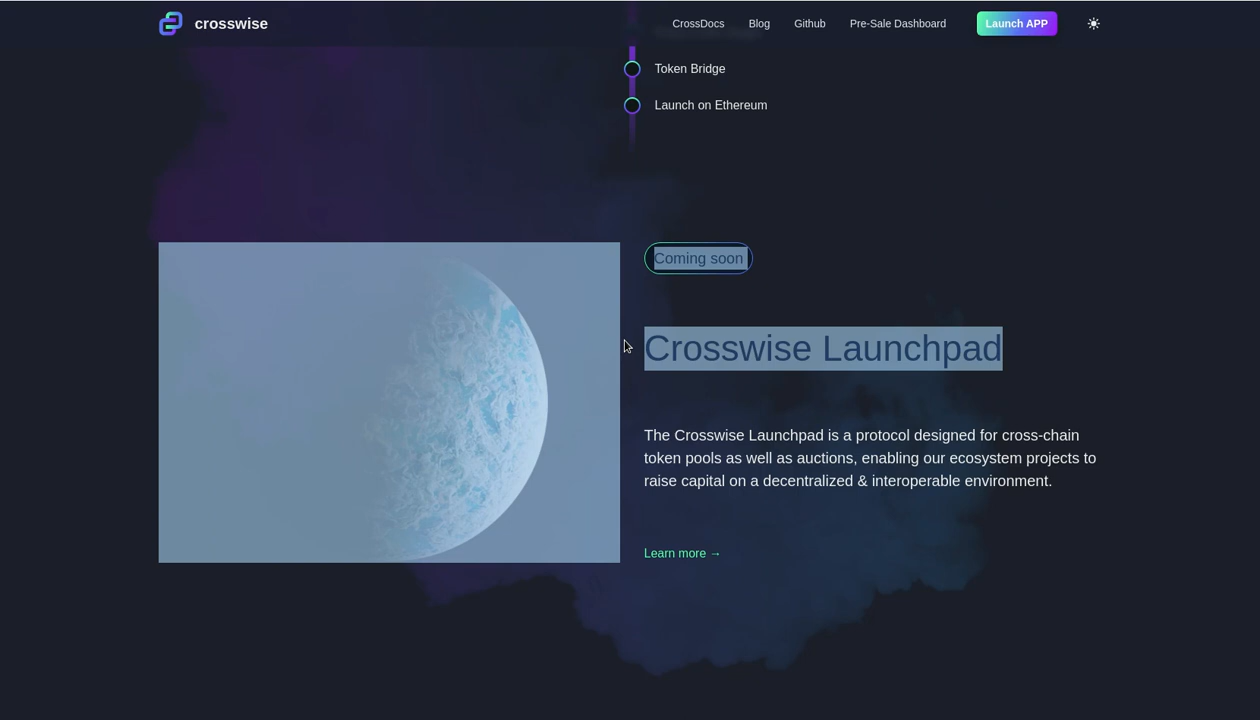 crosswise
CrossDocs
Blog
Github
Pre-Sale Dashboard
Launch APP
Token Bridge
Launch on Ethereum
Coming soon
Crosswise Launchpad
The Crosswise Launchpad is a protocol designed for cross-chain
token pools as well as auctions, enabling our ecosystem projects to
raise capital on a decentralized & interoperable environment.
Learn more →